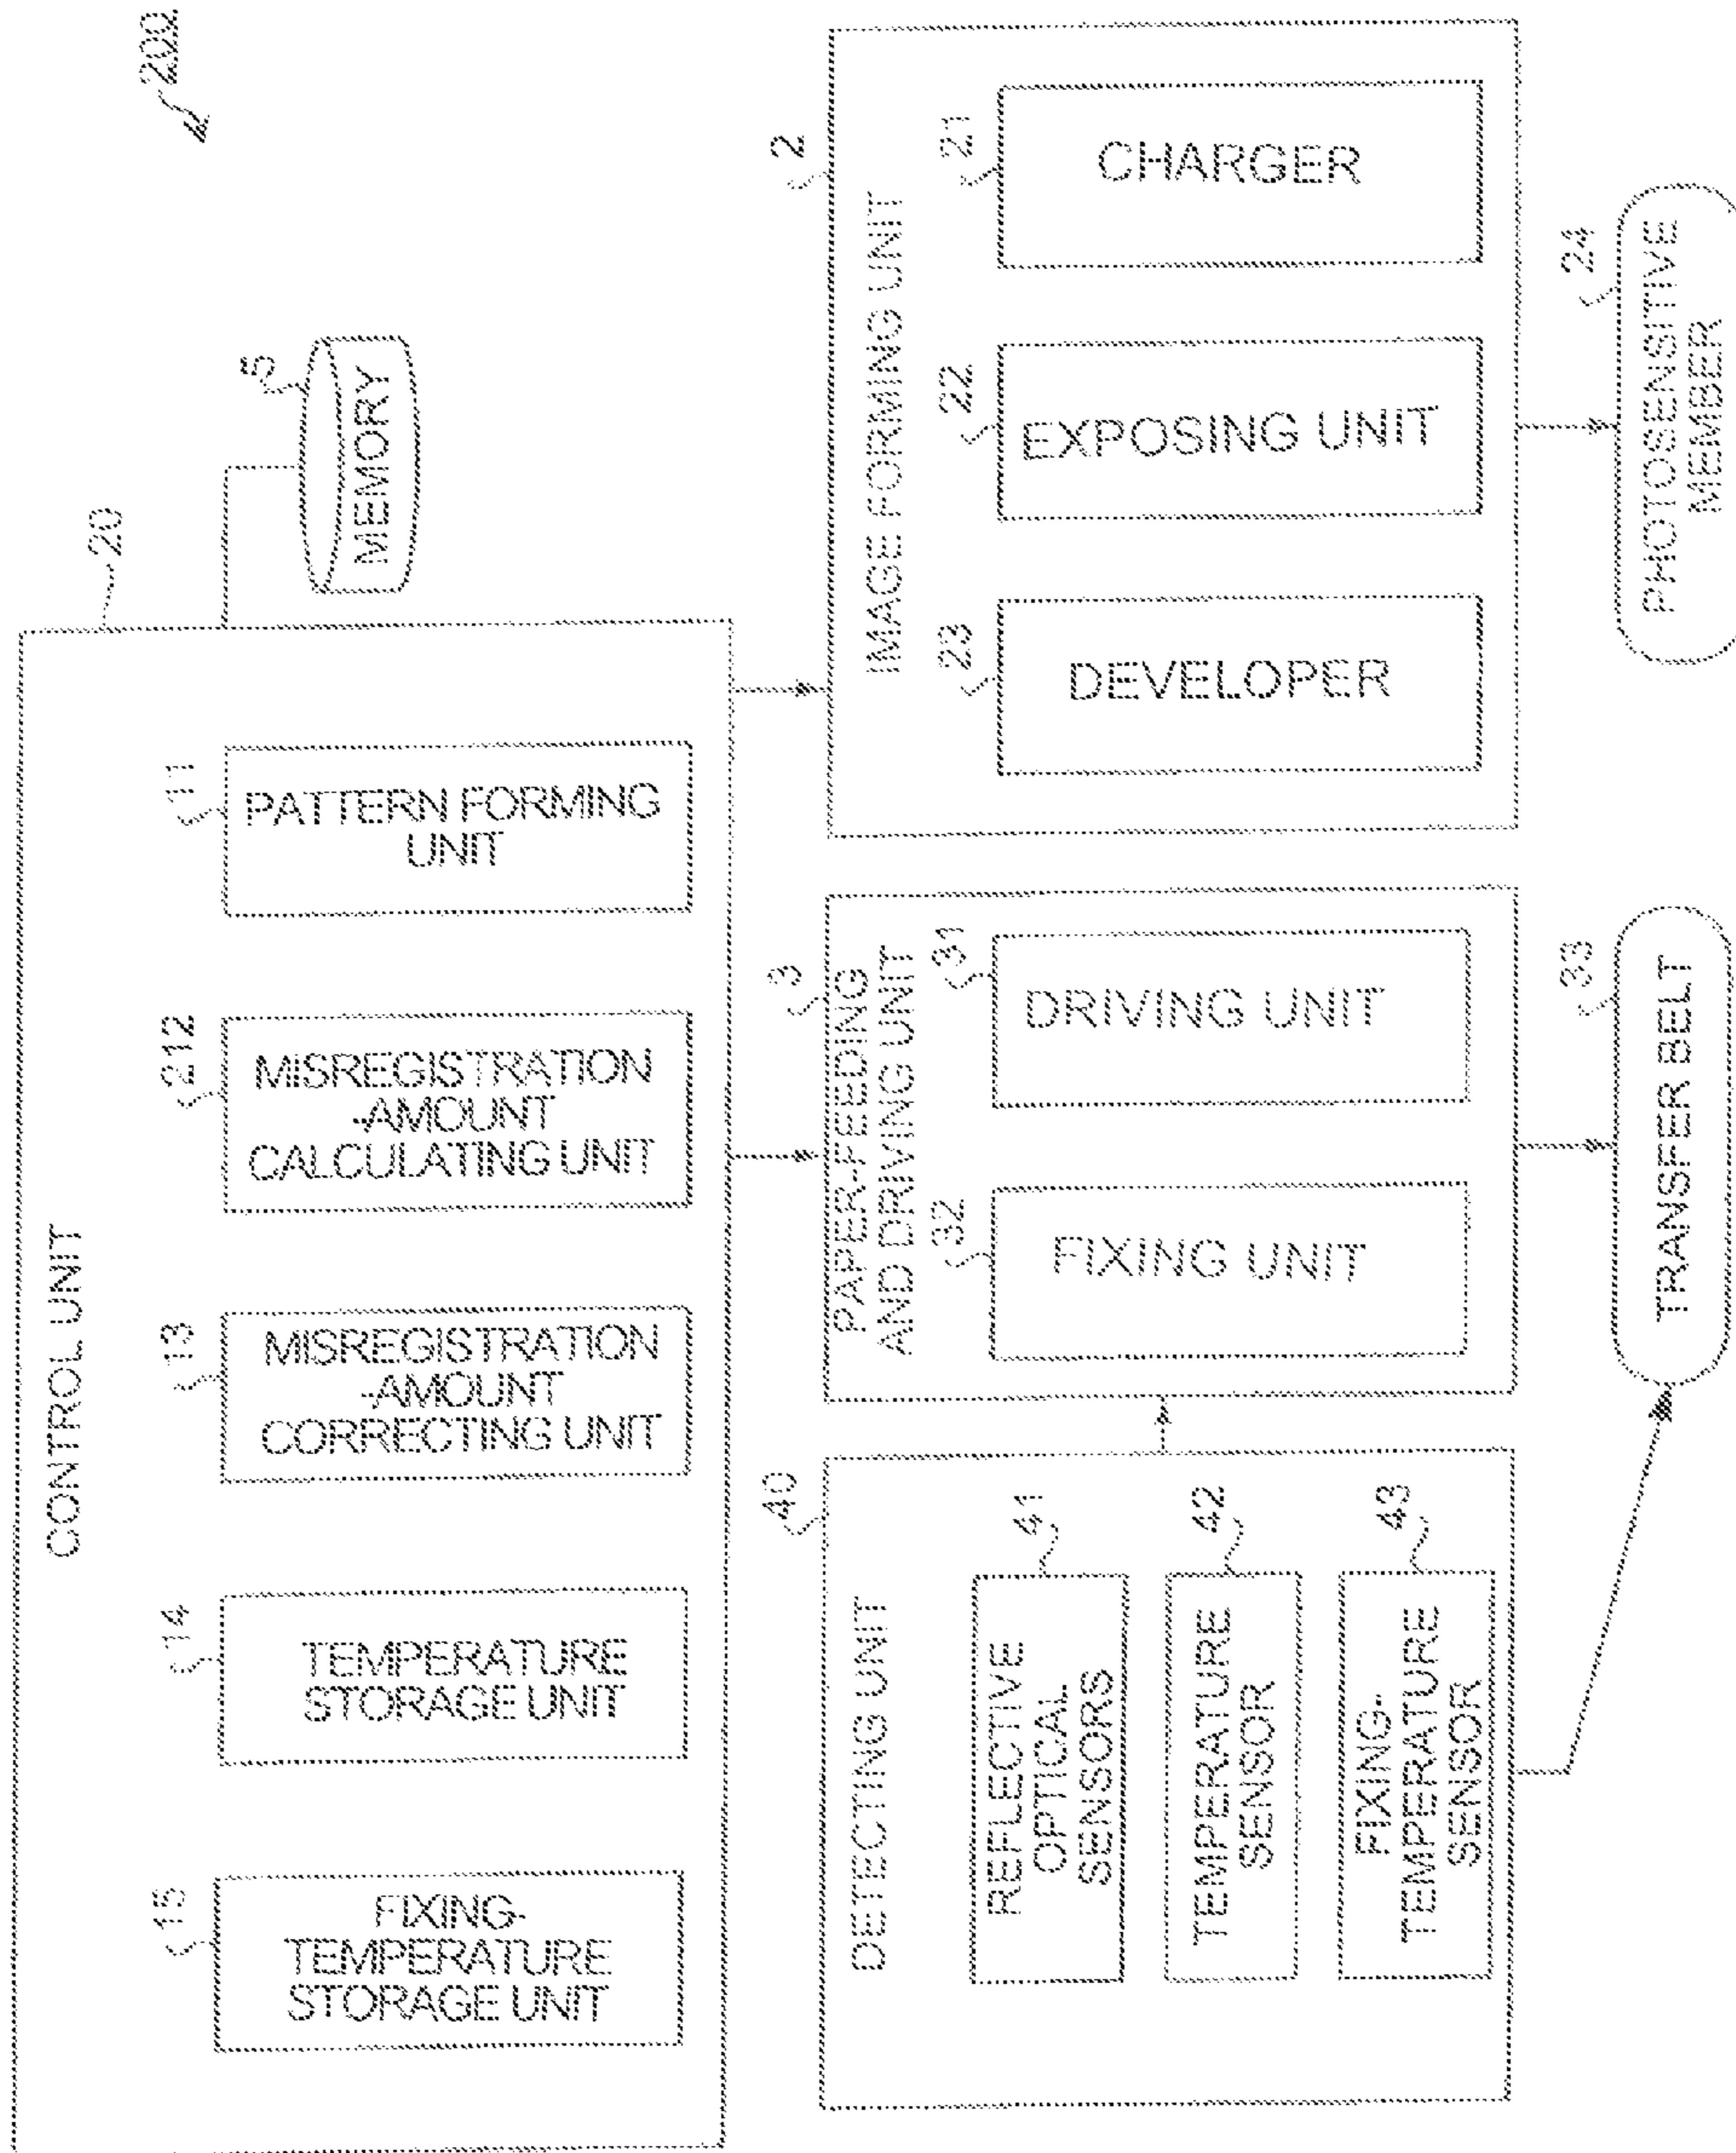 200
20
CONTROL UNIT
5
MEMORY
15
FIXING-
TEMPERATURE
STORAGE UNIT
14
TEMPERATURE
STORAGE UNIT
13
MISREGISTRATION
-AMOUNT
CORRECTING UNIT
212
MISREGISTRATION
-AMOUNT
CALCULATING UNIT
11
PATTERN FORMING
UNIT
40
DETECTING UNIT
REFLECTIVE
OPTICAL
SENSORS
41
TEMPERATURE
SENSOR
42
FIXING-
TEMPERATURE
SENSOR
43
3
PAPER-FEEDING
AND DRIVING UNIT
32
FIXING UNIT
31
DRIVING UNIT
2
IMAGE FORMING UNIT
23
DEVELOPER
22
EXPOSING UNIT
21
CHARGER
33
TRANSFER BELT
24
PHOTOSENSITIVE
MEMBER